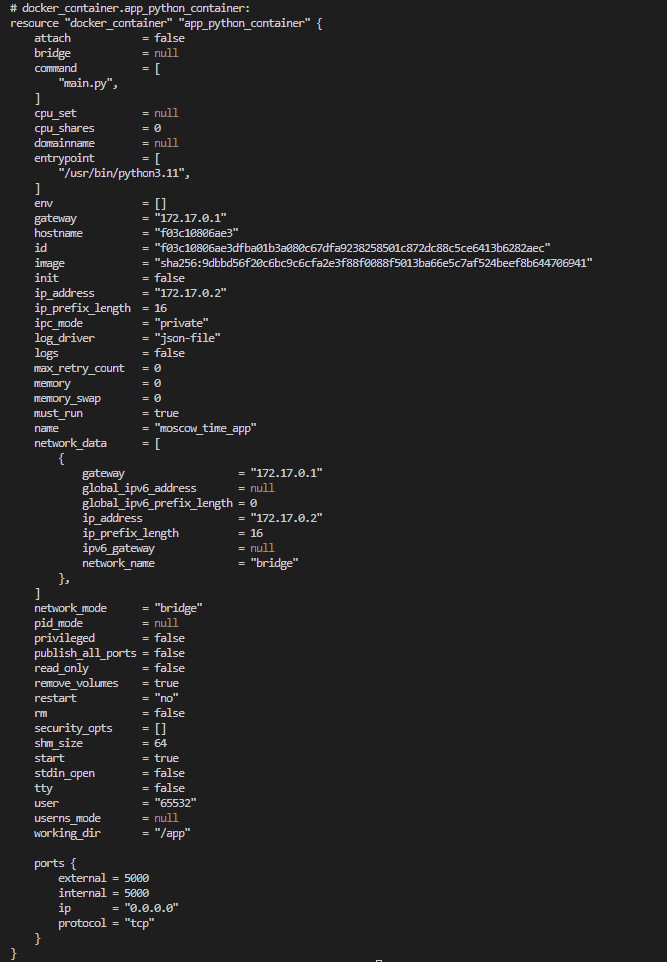 # docker_container.app_python_container:
resource "docker_container" "app_python_container" {
    attach            = false
    bridge            = null
    command           = [
        "main.py",
    ]
    cpu_set           = null
    cpu_shares        = 0
    domainname        = null
    entrypoint        = [
        "/usr/bin/python3.11",
    ]
    env               = []
    gateway           = "172.17.0.1"
    hostname          = "f03c10806ae3"
    id                = "f03c10806ae3dfba01b3a080c67dfa9238258501c872dc88c5ce6413b6282aec"
    image             = "sha256:9dbbd56f20c6bc9c6cfa2e3f88f0088f5013ba66e5c7af524beef8b644706941"
    init              = false
    ip_address        = "172.17.0.2"
    ip_prefix_length  = 16
    ipc_mode          = "private"
    log_driver        = "json-file"
    logs              = false
    max_retry_count   = 0
    memory            = 0
    memory_swap       = 0
    must_run          = true
    name              = "moscow_time_app"
    network_data      = [
        {
            gateway                   = "172.17.0.1"
            global_ipv6_address       = null
            global_ipv6_prefix_length = 0
            ip_address                = "172.17.0.2"
            ip_prefix_length          = 16
            ipv6_gateway              = null
            network_name              = "bridge"
        },
    ]
    network_mode      = "bridge"
    pid_mode          = null
    privileged        = false
    publish_all_ports = false
    read_only         = false
    remove_volumes    = true
    restart           = "no"
    rm                = false
    security_opts     = []
    shm_size          = 64
    start             = true
    stdin_open        = false
    tty               = false
    user              = "65532"
    userns_mode       = null
    working_dir       = "/app"

    ports {
        external = 5000
        internal = 5000
        ip       = "0.0.0.0"
        protocol = "tcp"
    }
}